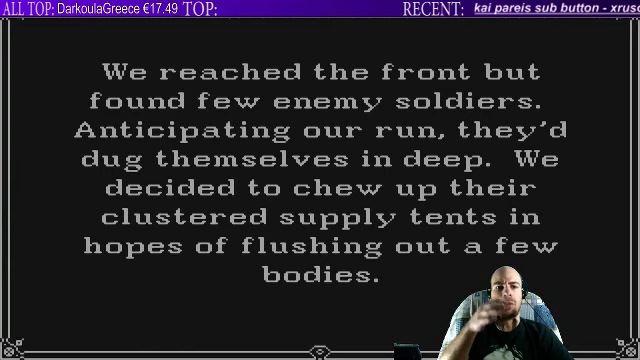 ALL TOP: DarkoulaGreece €17.49 TOP: RECENT: kai pareis sub button - xrusc
We reached the front but
found few enemy soldiers.
Anticipating our run, they'd
dug themselves in deep. We
decided to chew up their
clustered supply tents in
hopes of flushing out a few
bodies.